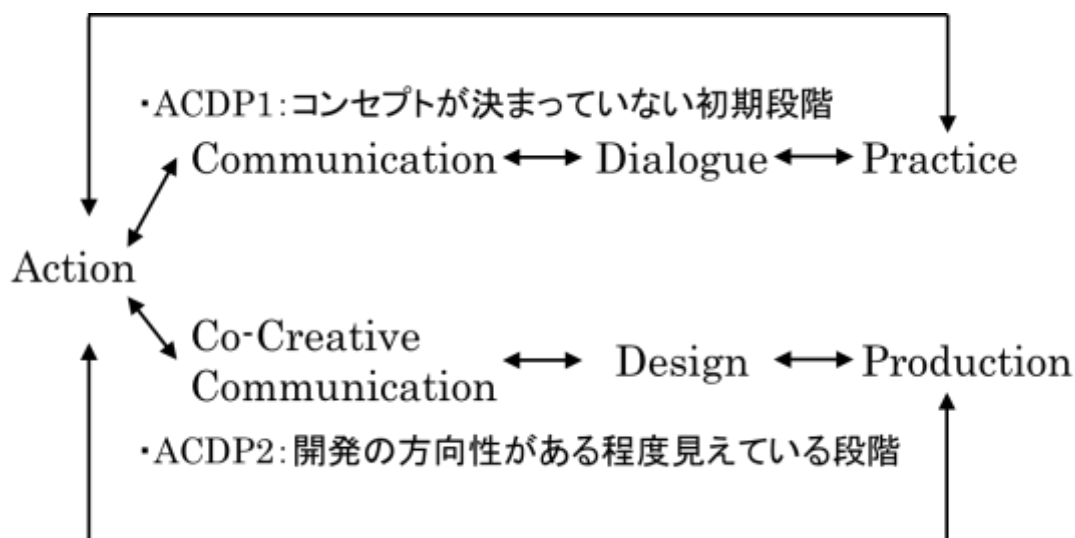 ・ACDP1：コンセプトが決まっていない初期段階
Communication Dialogue Practice
Action
Co-Creative
Communication
Design Production
・ACDP2：開発の方向性がある程度見えている段階